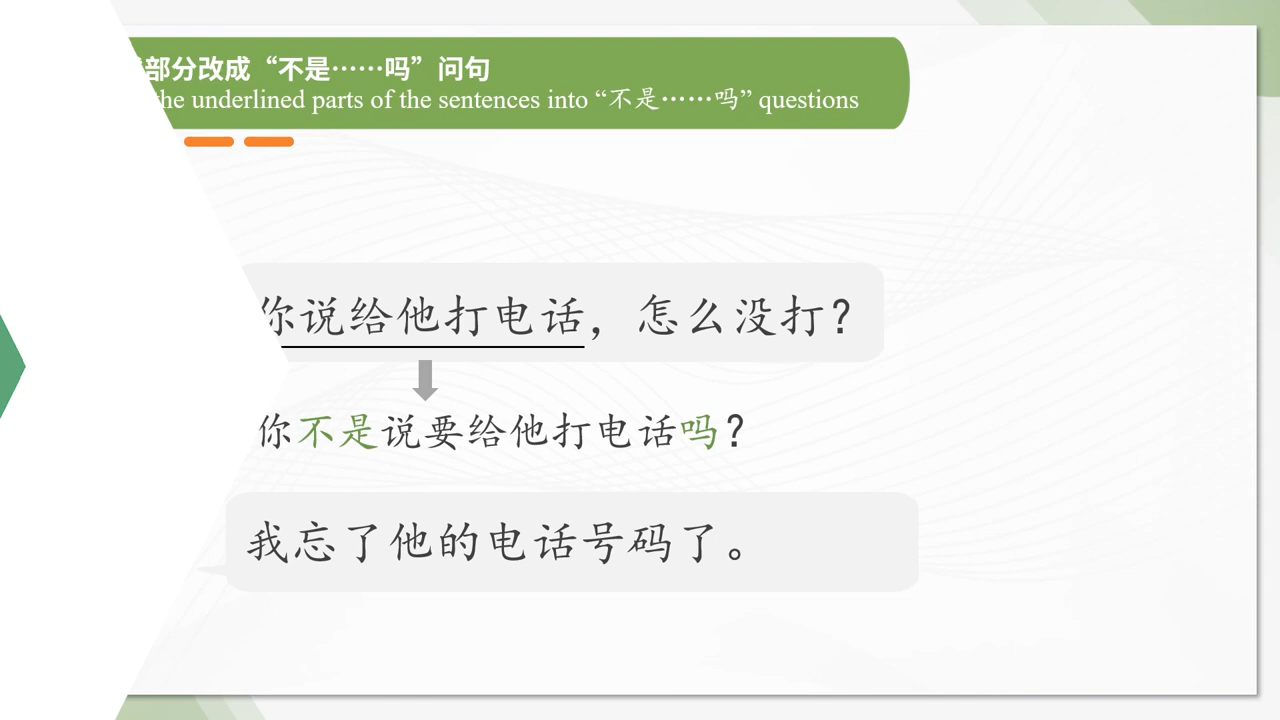 部分改成“不是……吗”问句
the underlined parts of the sentences into “不是……吗” questions
你说给他打电话，怎么没打？
你不是说要给他打电话吗？
我忘了他的电话号码了。